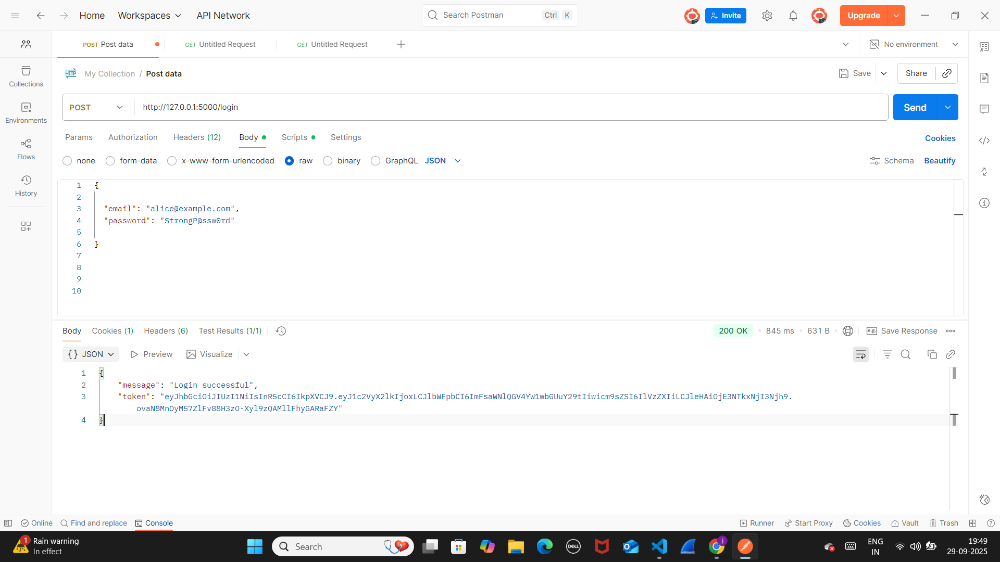 Home
Workspaces
API Network
Search Postman
Ctrl K
Invite
Upgrade
POST Post data
GET Untitled Request
GET Untitled Request
No environment
HTTP My Collection / Post data
Save
Share
Collections
Environments
Flows
History
POST
http://127.0.0.1:5000/login
Send
Params Authorization Headers (12) Body Scripts Settings
Cookies
none form-data x-www-form-urlencoded raw binary GraphQL JSON
Schema Beautify
1 {
2
3 "email": "alice@example.com",
4 "password": "StrongP@ssw0rd"
5
6 }
7
8
9
10
Body Cookies (1) Headers (6) Test Results (1/1)
200 OK • 845 ms • 631 B •
e.g. Save Response
{} JSON Preview Visualize
1 {
2 "message": "Login successful",
3 "token": "eyJhbGciOiJIUzI1NiIsInR5cCI6IkpXVCJ9.eyJ1c2VyX2lkIjoxLCJlbWFpbCI6ImFsaWNlQGV4YW1wbGUuY29tIiwicm9sZSI6IlVzZXIiLCJleHAiOjE3NTkxNjI3Njh9.
ovaN8MnOyM57ZlFv88H3zO-Xyl9zQAMllFhyGARaFZY"
4 }
Online Find and replace Console
Runner Start Proxy Cookies Vault Trash
1
Rain warning
In effect
Search
DELL
j
ENG
IN
19:49
29-09-2025